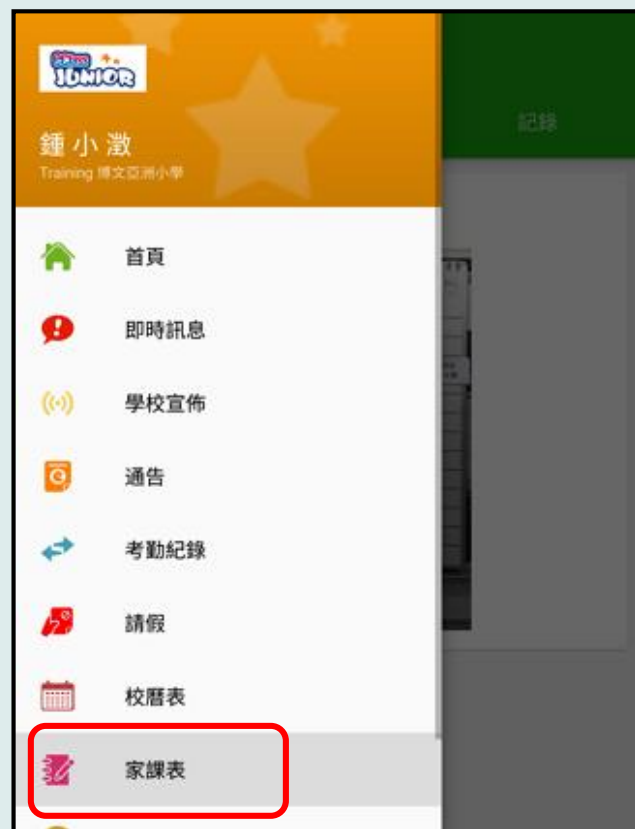 JUNIOR
鍾小澂
Training 博文亞洲小學
記錄
首頁
即時訊息
學校宣佈
通告
考勤紀錄
請假
校曆表
家課表